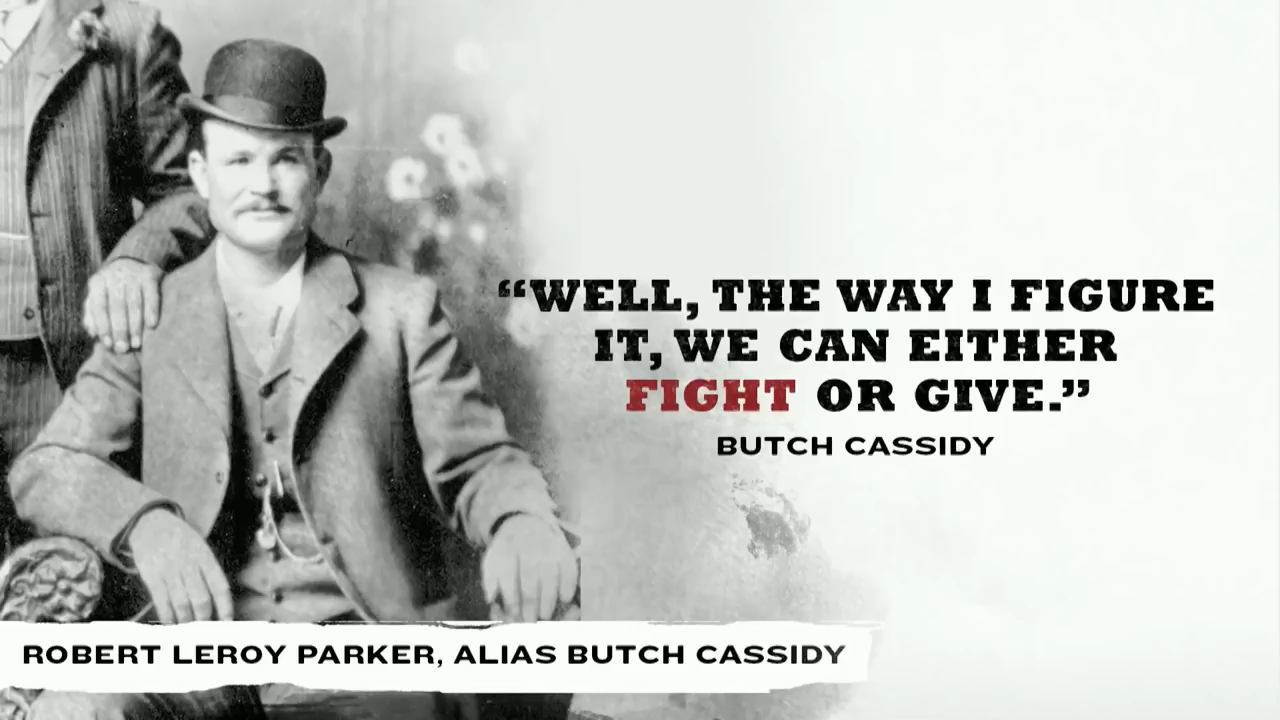 “WELL, THE WAY I FIGURE
IT, WE CAN EITHER
FIGHT OR GIVE.”
BUTCH CASSIDY
ROBERT LEROY PARKER, ALIAS BUTCH CASSIDY